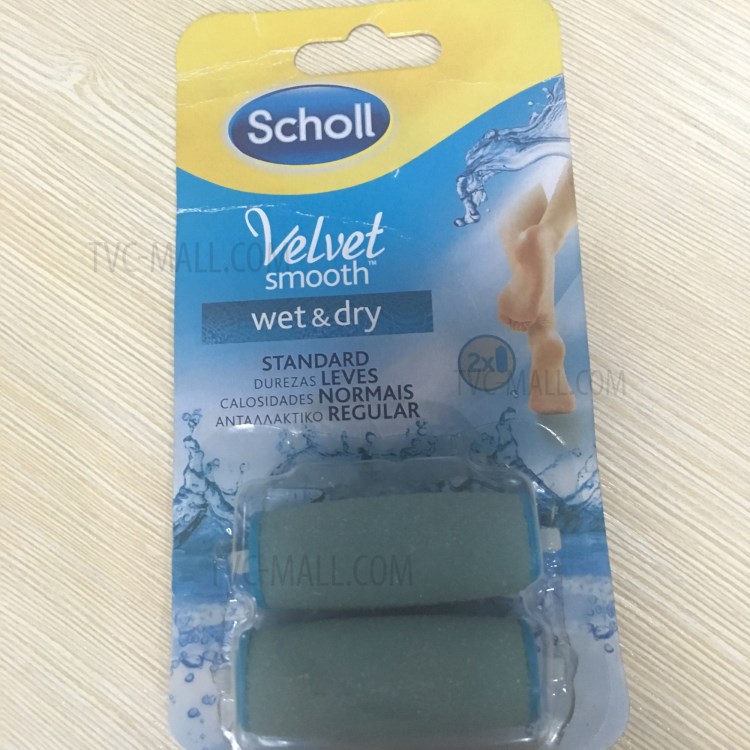 Scholl
Velvet
smooth™
wet & dry
STANDARD
DUREZAS LEVES
CALOSIDADES NORMAIS
ΑΝΤΑΛΛΑΚΤΙΚΟ REGULAR
2x
TVC-MALL.COM
TVC-MALL.COM
TVC-MALL.COM